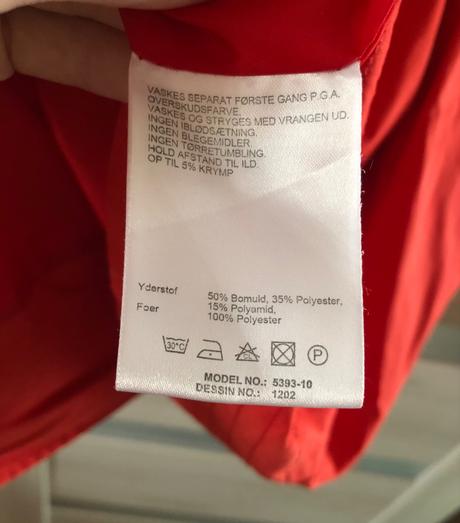 VASKES SEPARAT FØRSTE GANG P.G.A.
OVERSKUDSFARVE.
VASKES OG STRYGES MED VRANGEN UD.
INGEN IBLØDSÆTNING.
INGEN BLEGEMIDLER
INGEN TØRRETUMBLING.
HOLD AFSTAND TIL ILD.
OP TIL 5% KRYMP
Yderstof 50% Bomuld, 35% Polyester,
15% Polyamid,
Foer 100% Polyester
30°C CL P
MODEL NO.: 5393-10
DESSIN NO.: 1202